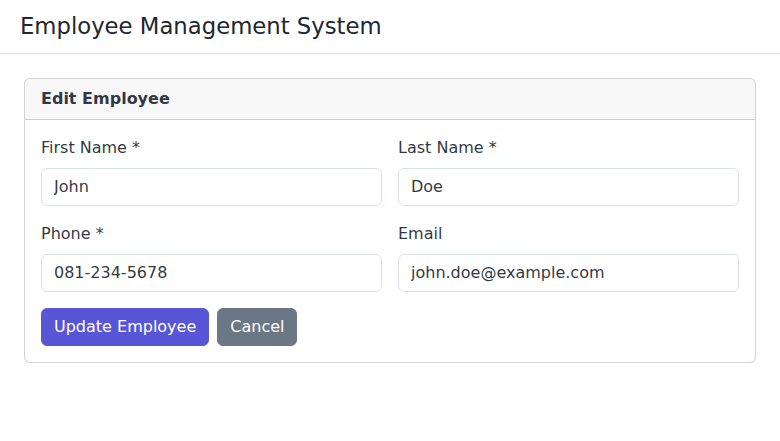 Employee Management System
Edit Employee
First Name * Last Name *
John Doe
Phone * Email
081-234-5678 john.doe@example.com
Update Employee Cancel